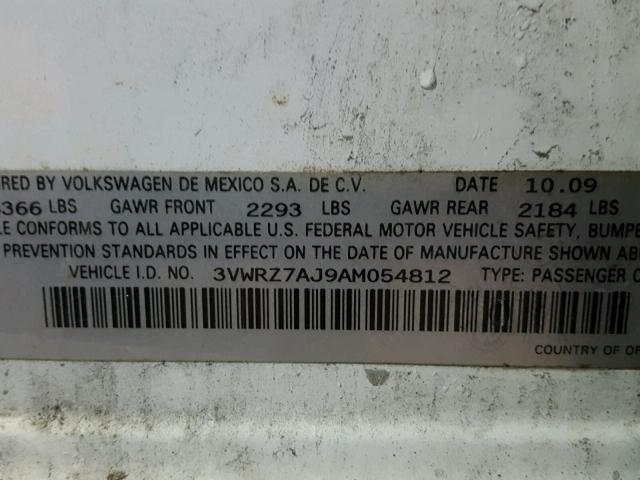 RED BY VOLKSWAGEN DE MEXICO S.A. DE C.V. DATE 10.09
366 LBS GAWR FRONT 2293 LBS GAWR REAR 2184 LBS
LE CONFORMS TO ALL APPLICABLE U.S. FEDERAL MOTOR VEHICLE SAFETY, BUMPE
PREVENTION STANDARDS IN EFFECT ON THE DATE OF MANUFACTURE SHOWN ABO
VEHICLE I.D. NO. 3VWRZ7AJ9AM054812 TYPE: PASSENGER C
COUNTRY OF OR